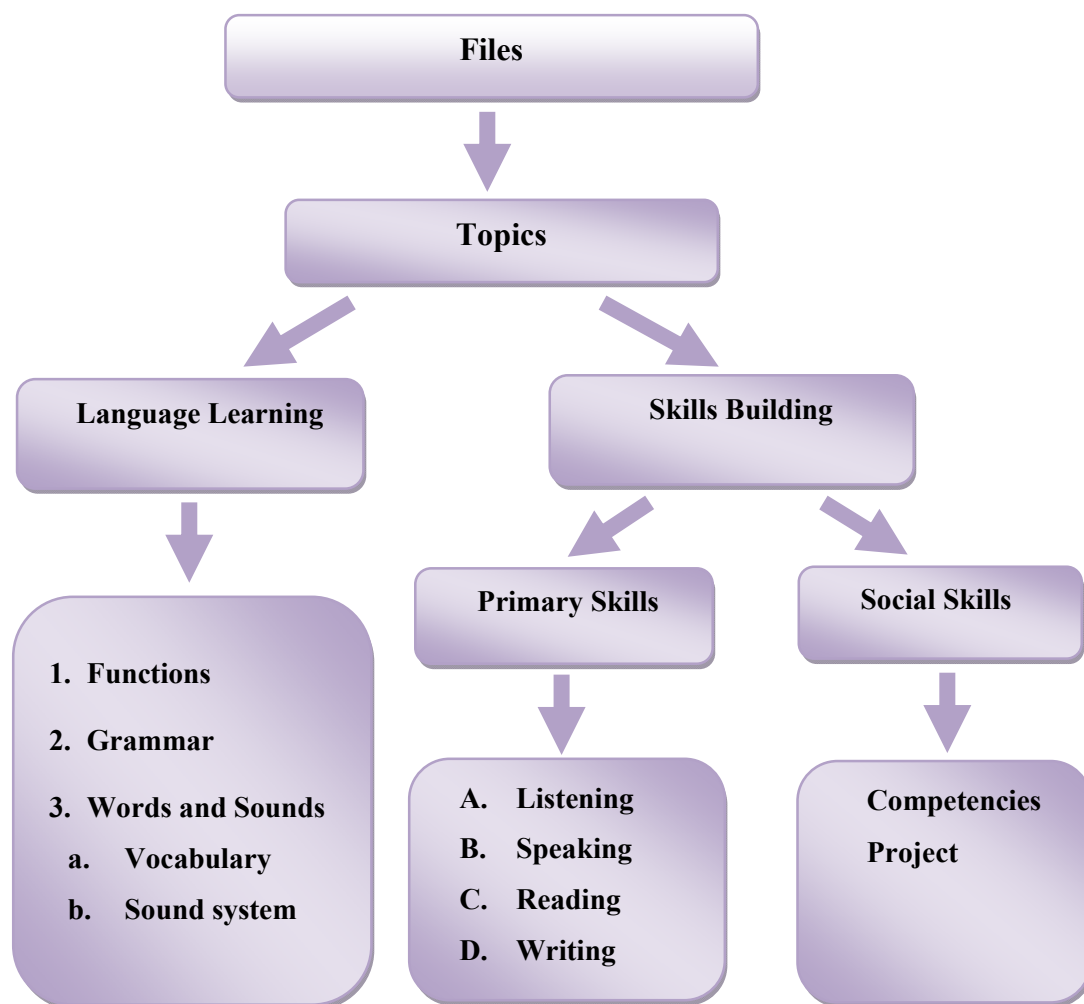 Files
Topics
Language Learning
Skills Building
Primary Skills
Social Skills
1. Functions
2. Grammar
3. Words and Sounds
a. Vocabulary
b. Sound system
A. Listening
B. Speaking
C. Reading
D. Writing
Competencies
Project